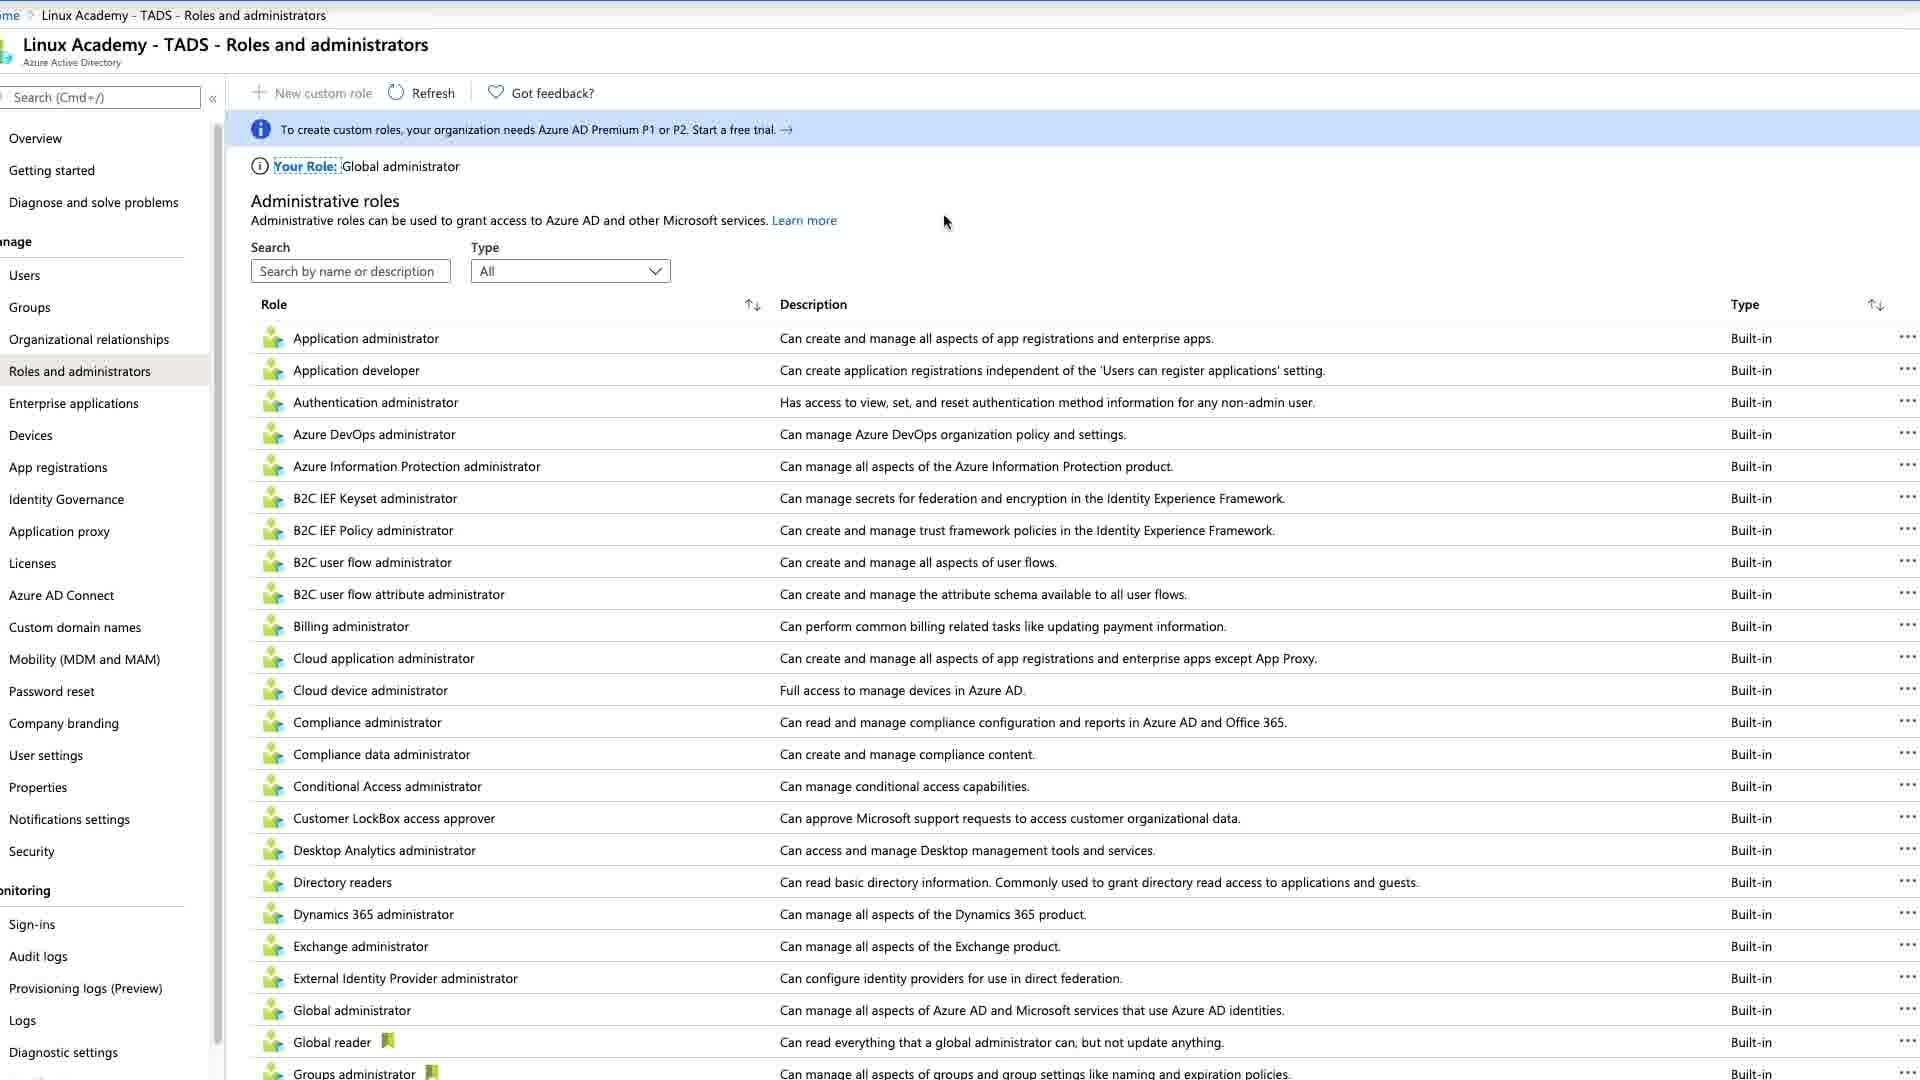 ome > Linux Academy - TADS - Roles and administrators
Linux Academy - TADS - Roles and administrators
Azure Active Directory
Search (Cmd+/)
«
New custom role
Refresh
Got feedback?
To create custom roles, your organization needs Azure AD Premium P1 or P2. Start a free trial. →
Your Role: Global administrator
Overview
Getting started
Diagnose and solve problems
anage
Users
Groups
Organizational relationships
Roles and administrators
Enterprise applications
Devices
App registrations
Identity Governance
Application proxy
Licenses
Azure AD Connect
Custom domain names
Mobility (MDM and MAM)
Password reset
Company branding
User settings
Properties
Notifications settings
Security
onitoring
Sign-ins
Audit logs
Provisioning logs (Preview)
Logs
Diagnostic settings
Administrative roles
Administrative roles can be used to grant access to Azure AD and other Microsoft services. Learn more
Search Type
Search by name or description All
Role Description Type
Application administrator Can create and manage all aspects of app registrations and enterprise apps. Built-in
Application developer Can create application registrations independent of the 'Users can register applications' setting. Built-in
Authentication administrator Has access to view, set, and reset authentication method information for any non-admin user. Built-in
Azure DevOps administrator Can manage Azure DevOps organization policy and settings. Built-in
Azure Information Protection administrator Can manage all aspects of the Azure Information Protection product. Built-in
B2C IEF Keyset administrator Can manage secrets for federation and encryption in the Identity Experience Framework. Built-in
B2C IEF Policy administrator Can create and manage trust framework policies in the Identity Experience Framework. Built-in
B2C user flow administrator Can create and manage all aspects of user flows. Built-in
B2C user flow attribute administrator Can create and manage the attribute schema available to all user flows. Built-in
Billing administrator Can perform common billing related tasks like updating payment information. Built-in
Cloud application administrator Can create and manage all aspects of app registrations and enterprise apps except App Proxy. Built-in
Cloud device administrator Full access to manage devices in Azure AD. Built-in
Compliance administrator Can read and manage compliance configuration and reports in Azure AD and Office 365. Built-in
Compliance data administrator Can create and manage compliance content. Built-in
Conditional Access administrator Can manage conditional access capabilities. Built-in
Customer LockBox access approver Can approve Microsoft support requests to access customer organizational data. Built-in
Desktop Analytics administrator Can access and manage Desktop management tools and services. Built-in
Directory readers Can read basic directory information. Commonly used to grant directory read access to applications and guests. Built-in
Dynamics 365 administrator Can manage all aspects of the Dynamics 365 product. Built-in
Exchange administrator Can manage all aspects of the Exchange product. Built-in
External Identity Provider administrator Can configure identity providers for use in direct federation. Built-in
Global administrator Can manage all aspects of Azure AD and Microsoft services that use Azure AD identities. Built-in
Global reader Can read everything that a global administrator can, but not update anything. Built-in
Groups administrator Can manage all aspects of groups and group settings like naming and expiration policies. Built-in